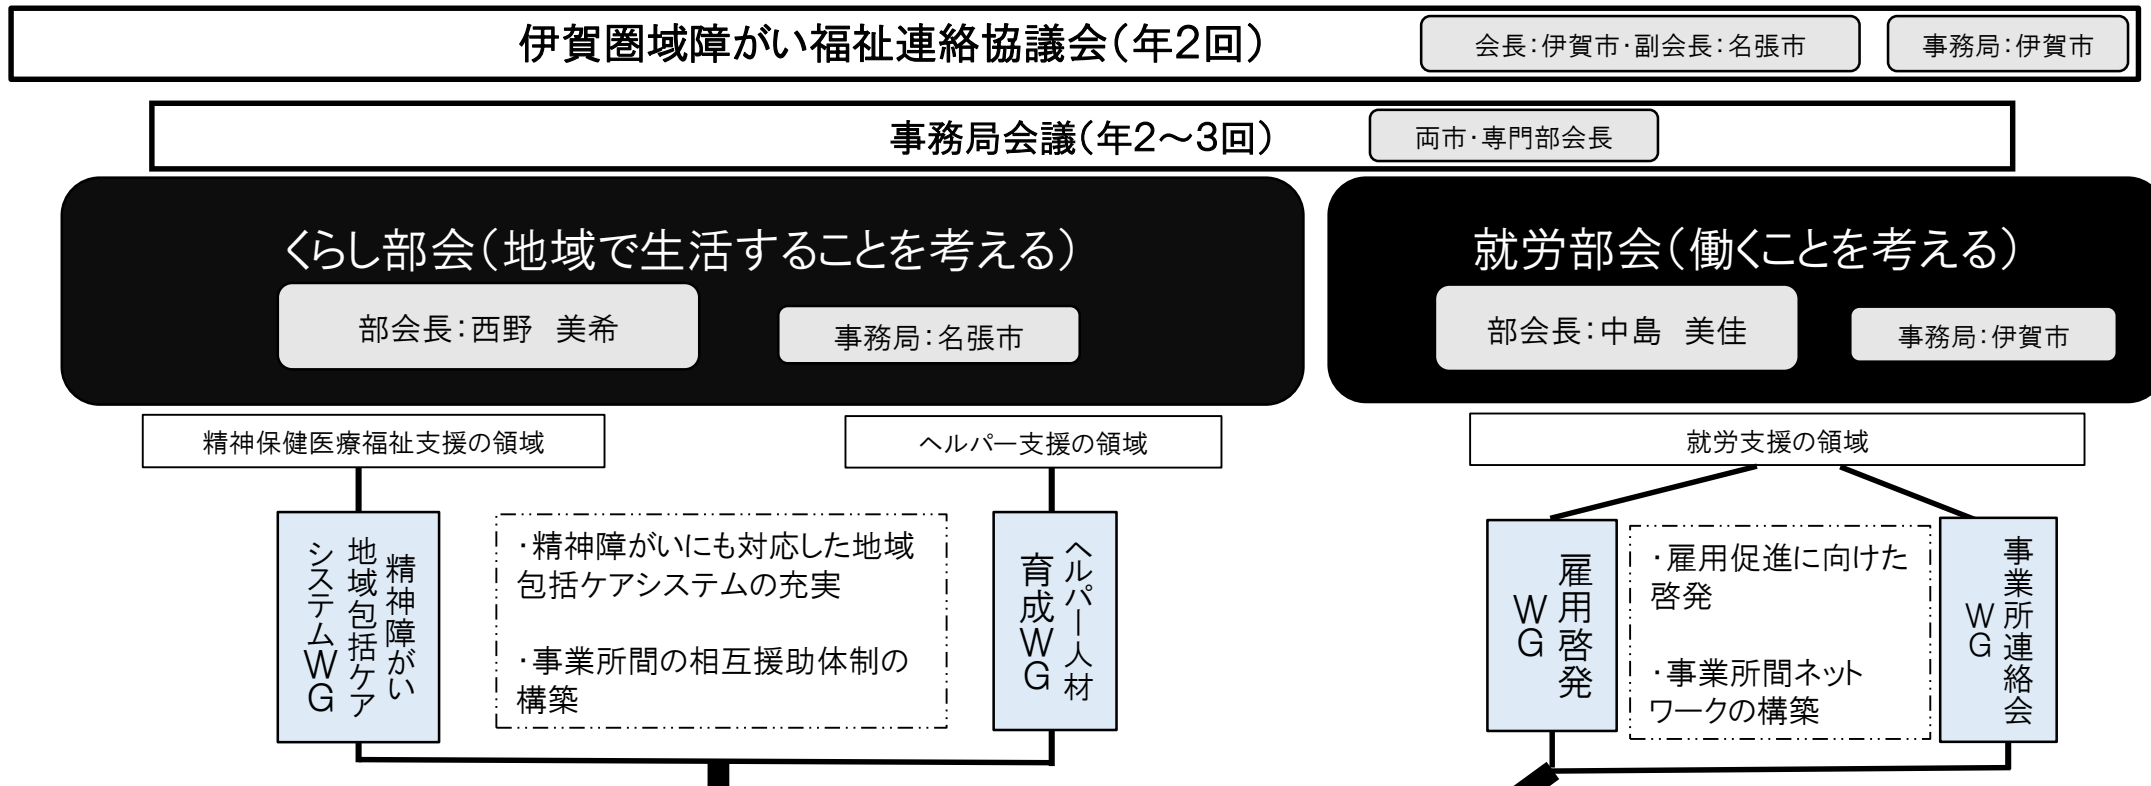 伊賀圏域障がい福祉連絡協議会（年２回）
会長：伊賀市・副会長：名張市
事務局：伊賀市
事務局会議（年２～３回）
両市・専門部会長
くらし部会（地域で生活することを考える）
部会長：西野　美希
事務局：名張市
就労部会（働くことを考える）
部会長：中島　美佳
事務局：伊賀市
精神保健医療福祉支援の領域
ヘルパー支援の領域
就労支援の領域
精神障がい
地域包括ケア
システムＷＧ
・精神障がいにも対応した地域
包括ケアシステムの充実
・事業所間の相互援助体制の
構築
ヘルパー人材
育成ＷＧ
雇用啓発
ＷＧ
・雇用促進に向けた
啓発
・事業所間ネット
ワークの構築
事業所連絡会
ＷＧ